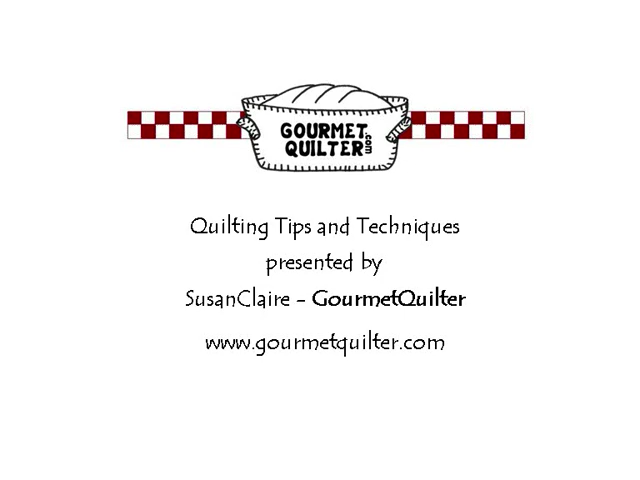 GOURMET
QUILTER.com
Quilting Tips and Techniques
presented by
SusanClaire - GourmetQuilter
www.gourmetquilter.com